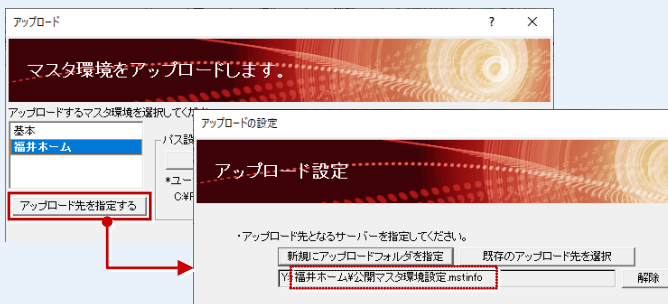 アップロード
? ×
マスタ環境をアップロードします。
アップロードするマスタ環境を選択してくだ
基本
福井ホーム
パス設
*ユー
C:¥F
アップロード先を指定する
アップロードの設定
アップロード設定
・アップロード先となるサーバーを指定してください。
新規にアップロードフォルダを指定
既存のアップロード先を選択
Y:¥福井ホーム¥公開マスタ環境設定.mstinfo
解除